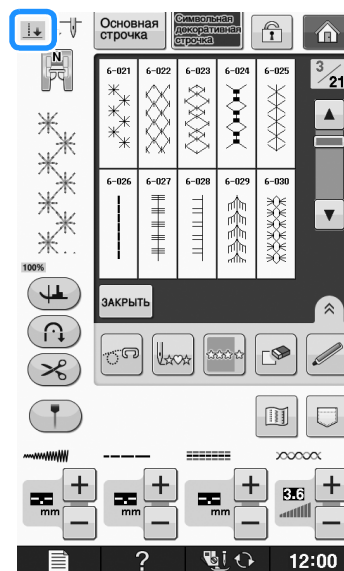 Основная
строчка
Символьная
декоративная
строчка
N
3
21
6-021 6-022 6-023 6-024 6-025
6-026 6-027 6-028 6-029 6-030
100%
ЗАКРЫТЬ
+ + + +
mm mm mm 3.6
− − − −
? 12:00